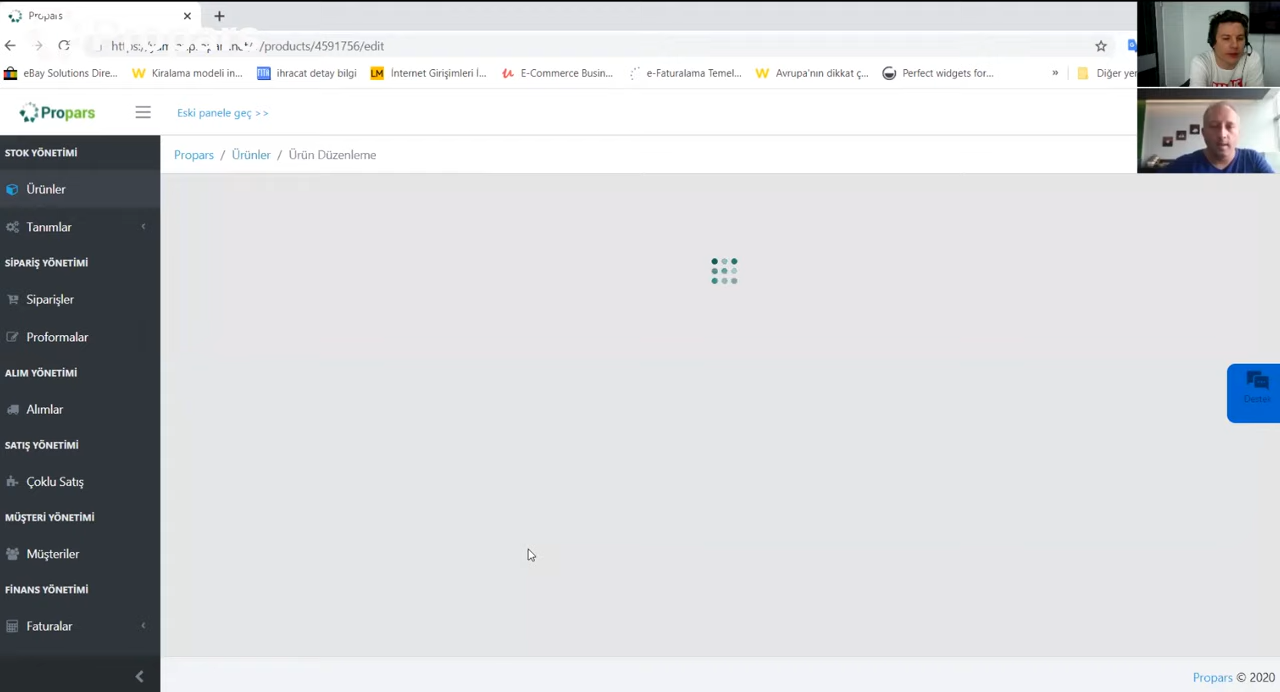 Propars
/products/4591756/edit
eBay Solutions Dire...
Kiralama modeli in...
ihracat detay bilgi
LM İnternet Girişimleri İ...
E-Commerce Busin...
e-Faturalama Temel...
Avrupa'nın dikkat ç...
Perfect widgets for...
»
Diğer yer
Propars
Eski panele geç >>
STOK YÖNETİMİ
Propars / Ürünler / Ürün Düzenleme
Ürünler
Tanımlar
SİPARİŞ YÖNETİMİ
Siparişler
Proformalar
ALIM YÖNETİMİ
Alımlar
Destek
SATIŞ YÖNETİMİ
Çoklu Satış
MÜŞTERİ YÖNETİMİ
Müşteriler
FİNANS YÖNETİMİ
Faturalar
Propars © 2020